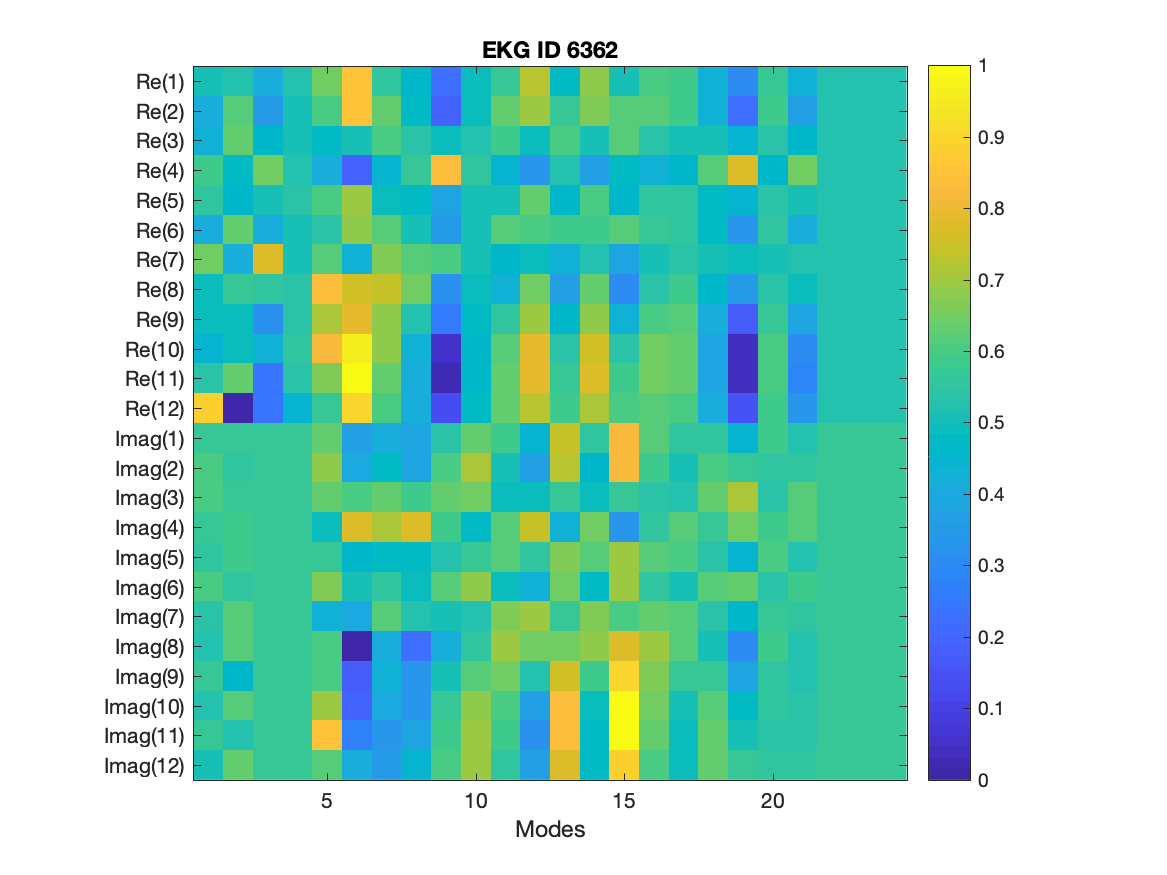 EKG ID 6362
Re(1)
Re(2)
Re(3)
Re(4)
Re(5)
Re(6)
Re(7)
Re(8)
Re(9)
Re(10)
Re(11)
Re(12)
Imag(1)
Imag(2)
Imag(3)
Imag(4)
Imag(5)
Imag(6)
Imag(7)
Imag(8)
Imag(9)
Imag(10)
Imag(11)
Imag(12)
5 10 15 20
Modes
1
0.9
0.8
0.7
0.6
0.5
0.4
0.3
0.2
0.1
0